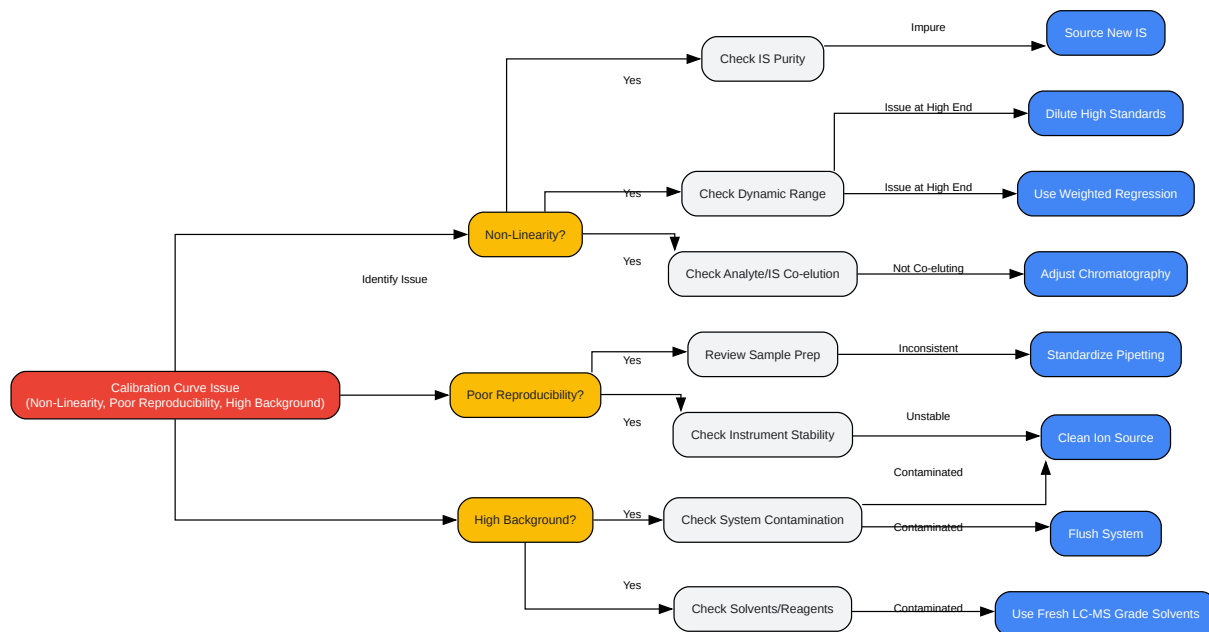 Impure
Source New IS
Check IS Purity
Yes
Issue at High End
Dilute High Standards
Yes
Check Dynamic Range
Issue at High End
Use Weighted Regression
Non-Linearity?
Yes
Check Analyte/IS Co-elution
Not Co-eluting
Adjust Chromatography
Identify Issue
Review Sample Prep
Inconsistent
Standardize Pipetting
Yes
Calibration Curve Issue
(Non-Linearity, Poor Reproducibility, High Background)
Poor Reproducibility?
Yes
Check Instrument Stability
Unstable
Clean Ion Source
Contaminated
High Background?
Yes
Check System Contamination
Contaminated
Flush System
Yes
Check Solvents/Reagents
Contaminated
Use Fresh LC-MS Grade Solvents